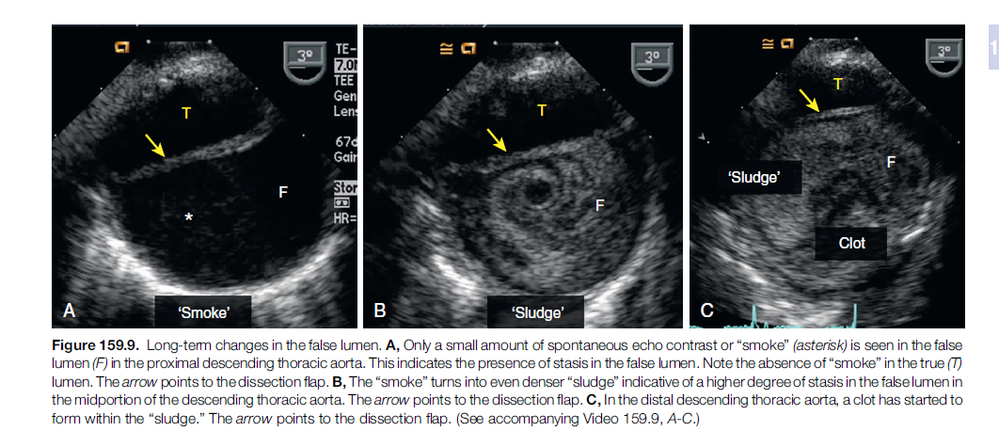 3°
TE-
7.0
TEE
Gen
Lens
67d
Gain
Stor
HR=
T
F
*
A
'Smoke'
3°
T
F
B
'Sludge'
3°
T
F
'Sludge'
Clot
C
1
Figure 159.9. Long-term changes in the false lumen. A, Only a small amount of spontaneous echo contrast or “smoke” (asterisk) is seen in the false
lumen (F) in the proximal descending thoracic aorta. This indicates the presence of stasis in the false lumen. Note the absence of “smoke” in the true (T)
lumen. The arrow points to the dissection flap. B, The “smoke” turns into even denser “sludge” indicative of a higher degree of stasis in the false lumen in
the midportion of the descending thoracic aorta. The arrow points to the dissection flap. C, In the distal descending thoracic aorta, a clot has started to
form within the “sludge.” The arrow points to the dissection flap. (See accompanying Video 159.9, A-C.)